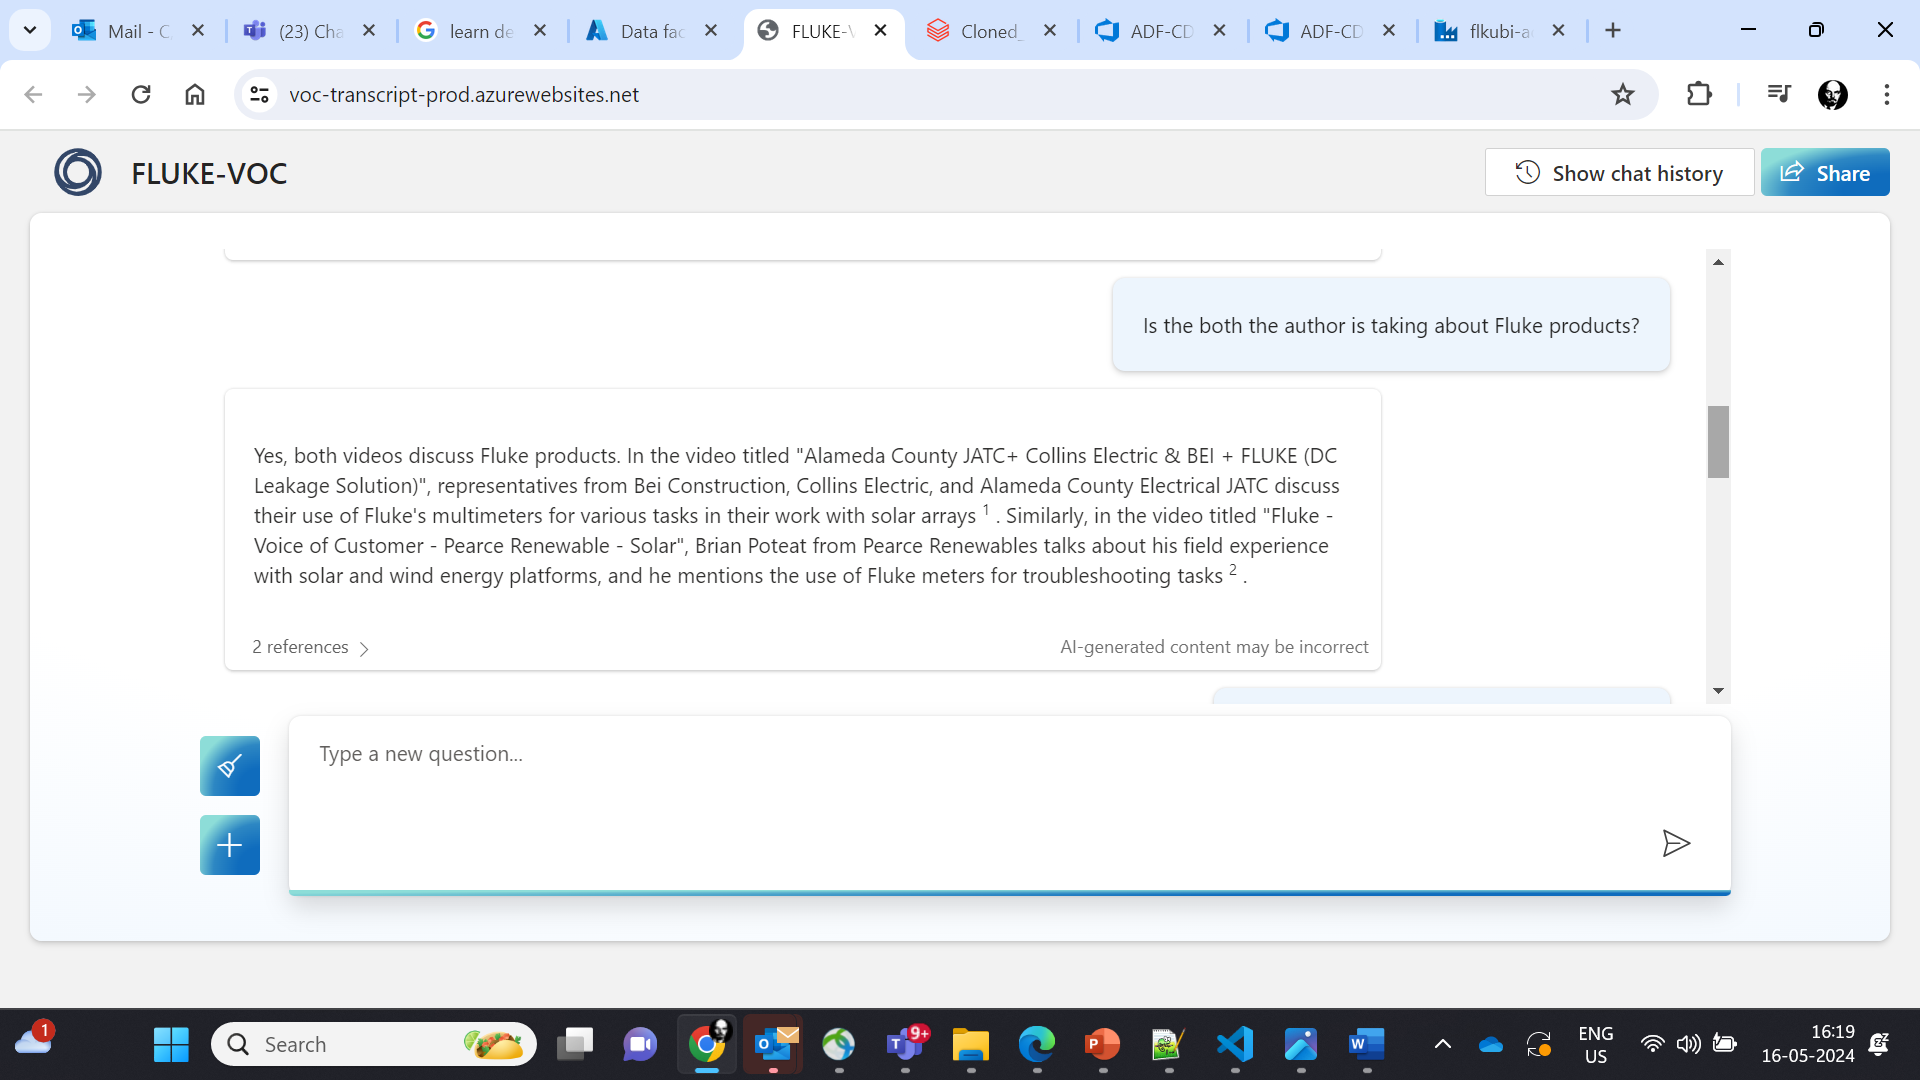 Mail - C
(23) Cha
learn de
Data fac
FLUKE-V
Cloned_
ADF-CD
ADF-CD
flkubi-a
voc-transcript-prod.azurewebsites.net
FLUKE-VOC
Show chat history
Share
Is the both the author is taking about Fluke products?
Yes, both videos discuss Fluke products. In the video titled "Alameda County JATC+ Collins Electric & BEI + FLUKE (DC
Leakage Solution)", representatives from Bei Construction, Collins Electric, and Alameda County Electrical JATC discuss
their use of Fluke's multimeters for various tasks in their work with solar arrays 1 . Similarly, in the video titled "Fluke -
Voice of Customer - Pearce Renewable - Solar", Brian Poteat from Pearce Renewables talks about his field experience
with solar and wind energy platforms, and he mentions the use of Fluke meters for troubleshooting tasks 2 .
2 references
AI-generated content may be incorrect
Type a new question...
1
Search
9+
ENG
US
16:19
16-05-2024